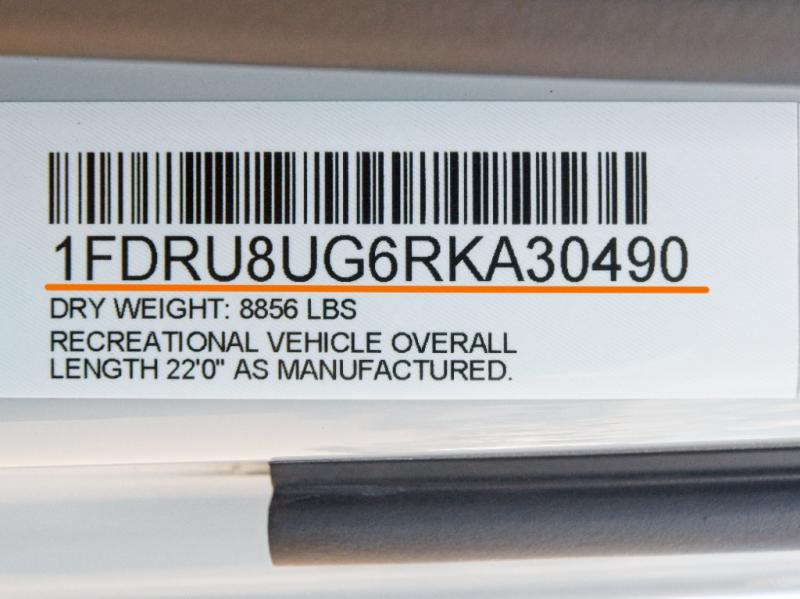 1FDRU8UG6RKA30490
DRY WEIGHT: 8856 LBS
RECREATIONAL VEHICLE OVERALL
LENGTH 22'0" AS MANUFACTURED.